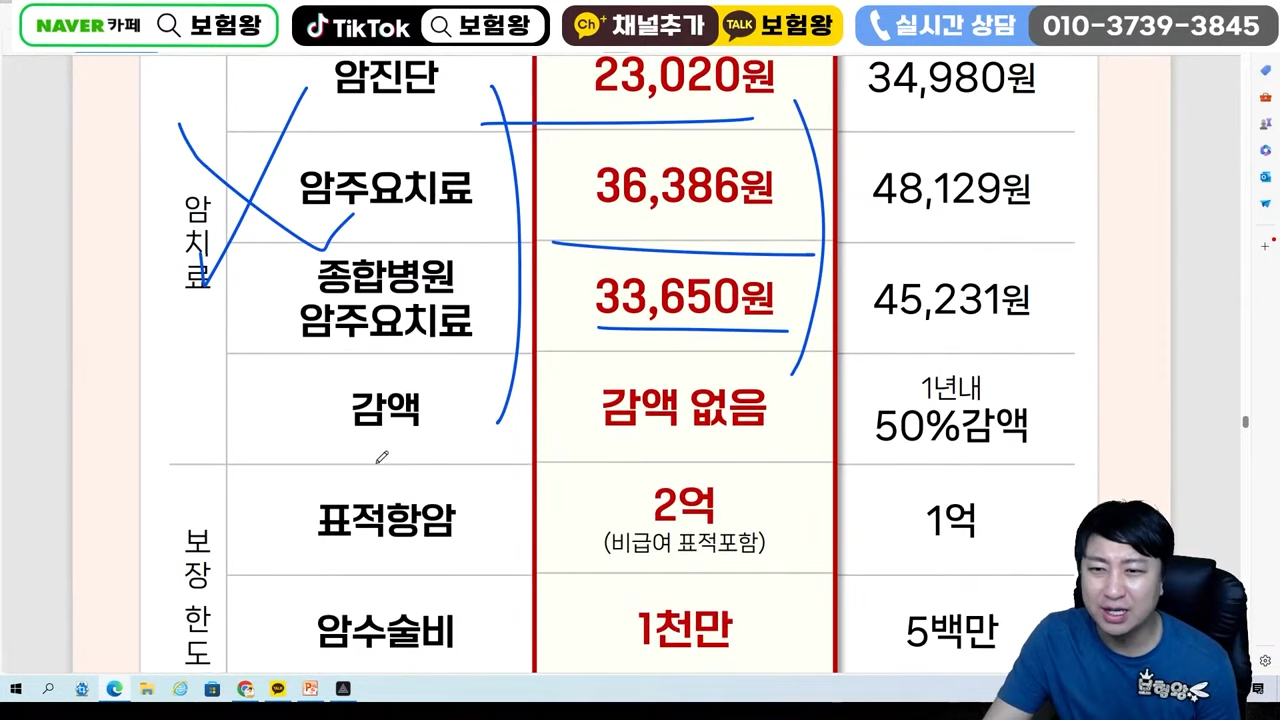 NAVER 카페 보험왕
TikTok 보험왕
Ch+ 채널추가 TALK 보험왕
실시간 상담 010-3739-3845
암치료
암진단 23,020원 34,980원
암주요치료 36,386원 48,129원
종합병원
암주요치료 33,650원 45,231원
감액 감액 없음 1년내
50%감액
보장 한도
표적항암 2억 1억
(비급여 표적포함)
암수술비 1천만 5백만
보험왕